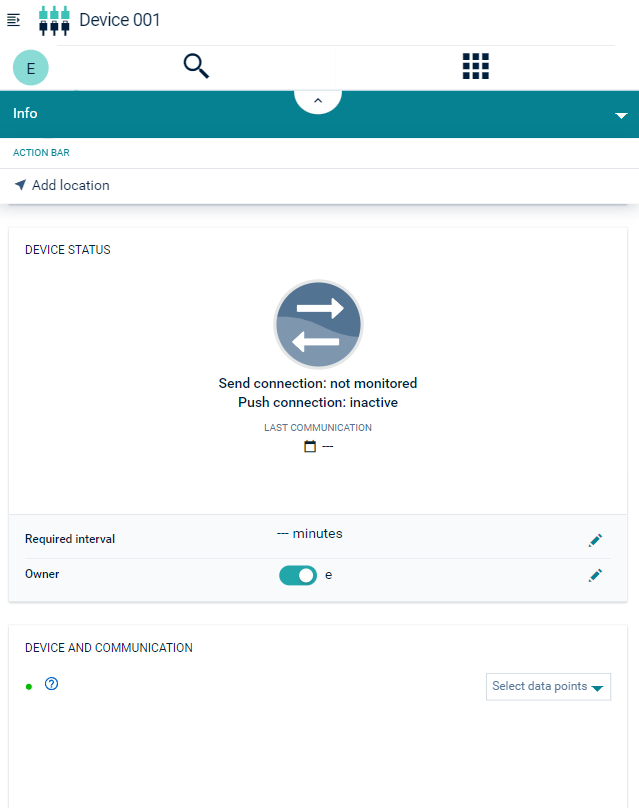 Device 001
E
Info
ACTION BAR
Add location
DEVICE STATUS
Send connection: not monitored
Push connection: inactive
LAST COMMUNICATION
---
Required interval
--- minutes
Owner
e
DEVICE AND COMMUNICATION
?
Select data points